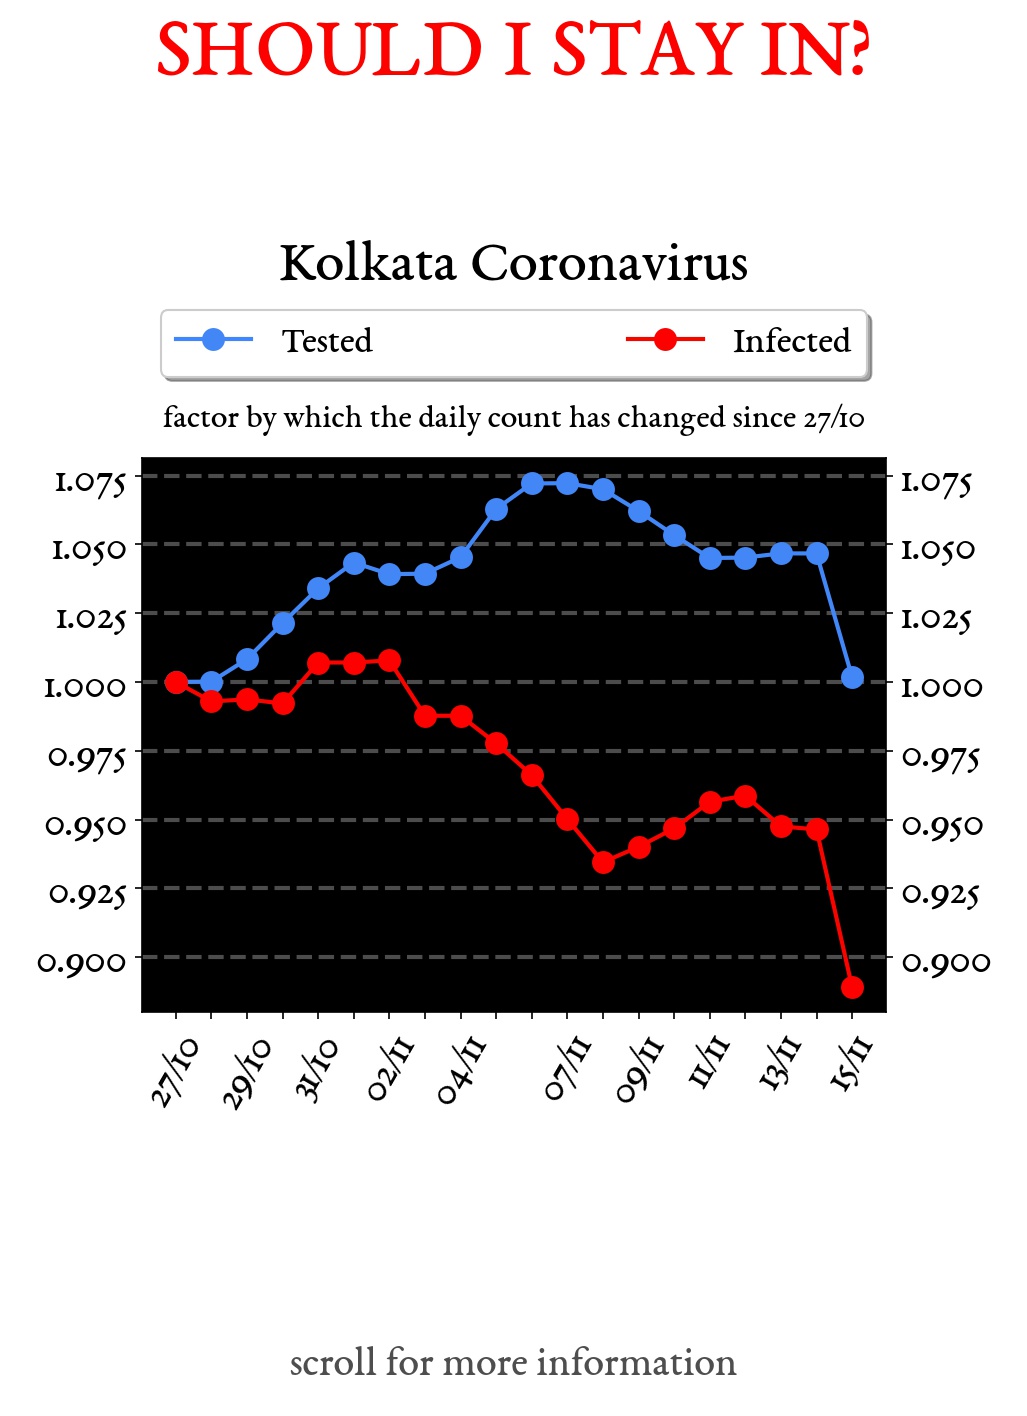 SHOULD I STAY IN?
Kolkata Coronavirus
Tested Infected
factor by which the daily count has changed since 27/10
1.075 1.075
1.050 1.050
1.025 1.025
1.000 1.000
0.975 0.975
0.950 0.950
0.925 0.925
0.900 0.900
27/10 29/10 31/10 02/11 04/11 07/11 09/11 11/11 13/11 15/11
scroll for more information